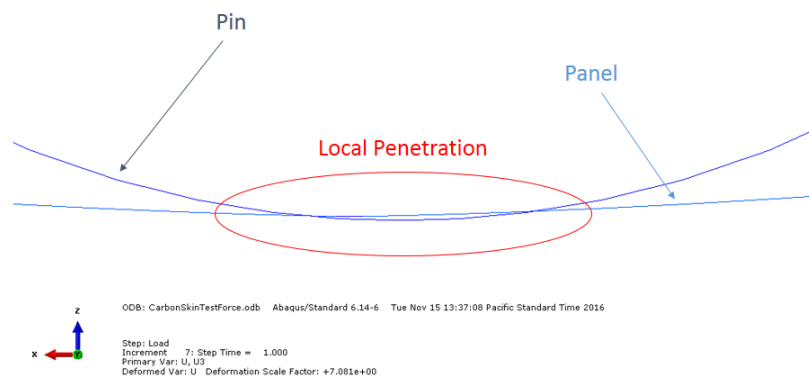 Pin
Panel
Local Penetration
z
x
Y
ODB: CarbonSkinTestForce.odb Abaqus/Standard 6.14-6 Tue Nov 15 13:37:08 Pacific Standard Time 2016
Step: Load
Increment 7: Step Time = 1.000
Primary Var: U, U3
Deformed Var: U Deformation Scale Factor: +7.081e+00